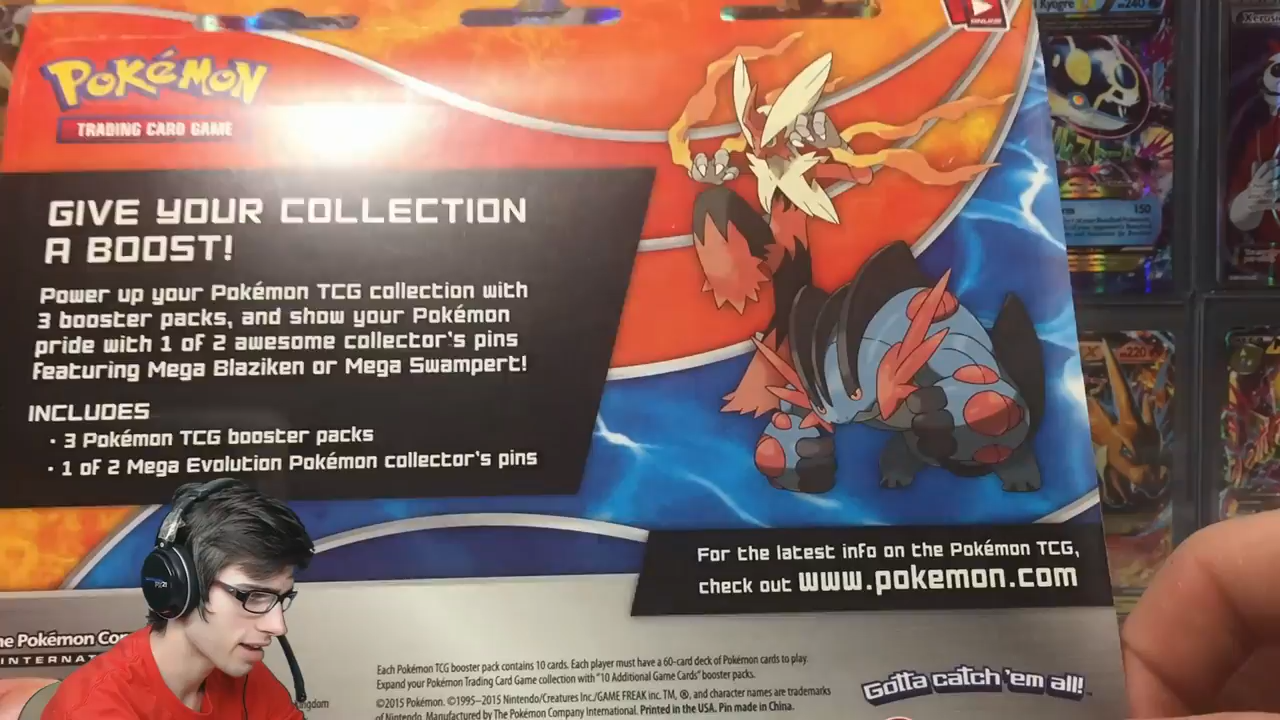 POKéMON
TRADING CARD GAME
ONLINE
GIVE YOUR COLLECTION
A BOOST!
Power up your Pokémon TCG collection with
3 booster packs, and show your Pokémon
pride with 1 of 2 awesome collector's pins
featuring Mega Blaziken or Mega Swampert!
INCLUDES
• 3 Pokémon TCG booster packs
• 1 of 2 Mega Evolution Pokémon collector's pins
For the latest info on the Pokémon TCG,
check out www.pokemon.com
Pokémon
Each Pokémon TCG booster pack contains 10 cards. Each player must have a 60-card deck of Pokémon cards to play.
Expand your Pokémon Trading Card Game collection with "10 Additional Game Cards" booster packs.
©2015 Pokémon. ©1995–2015 Nintendo/Creatures Inc./GAME FREAK inc. TM, ®, and character names are trademarks
of Nintendo. Manufactured by The Pokémon Company International. Printed in the USA. Pin made in China.
Gotta catch 'em all!
Kyogre
240
150
220